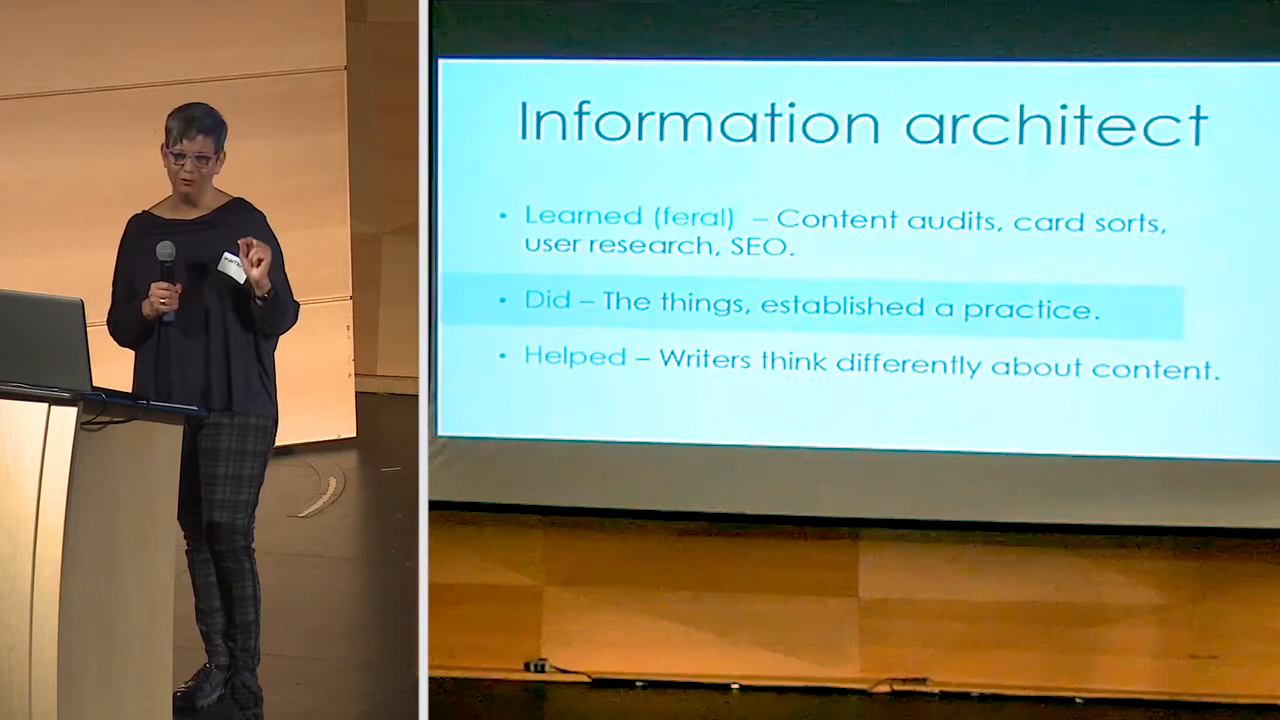 Information architect
• Learned (feral) – Content audits, card sorts,
user research, SEO.
• Did – The things, established a practice.
• Helped – Writers think differently about content.